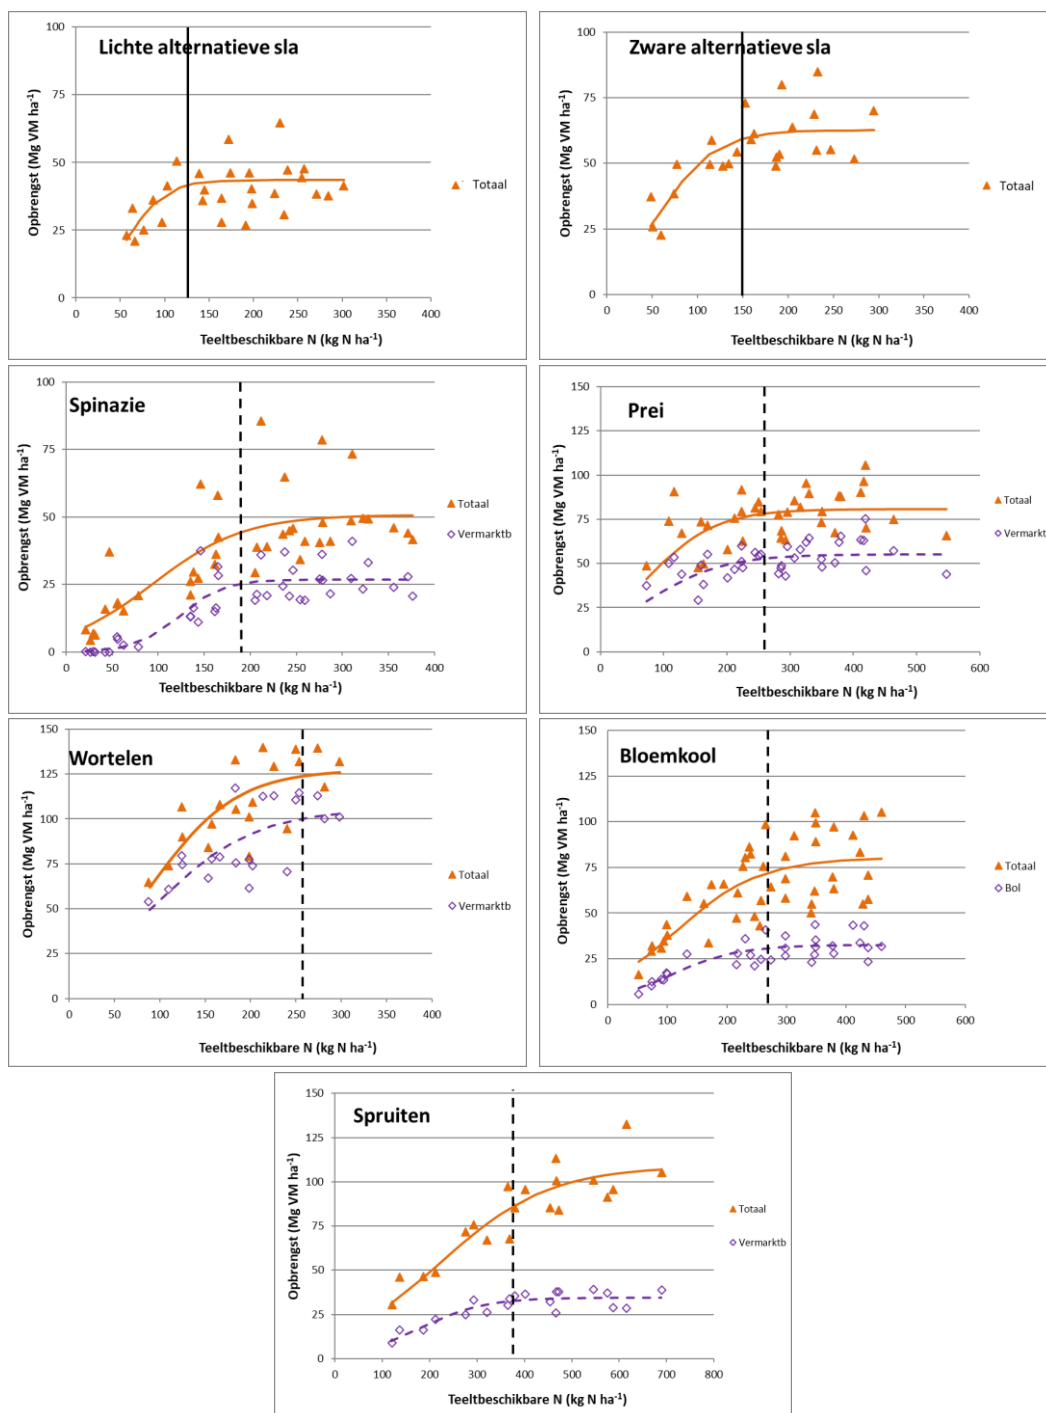 Lichte alternatieve sla
Opbrengst (Mg VM ha⁻¹)
100
75
50
25
0
0 50 100 150 200 250 300 350 400
Teeltbeschikbare N (kg N ha⁻¹)
Totaal
Zware alternatieve sla
Opbrengst (Mg VM ha⁻¹)
100
75
50
25
0
0 50 100 150 200 250 300 350 400
Teeltbeschikbare N (kg N ha⁻¹)
Totaal
Spinazie
Opbrengst (Mg VM ha⁻¹)
100
75
50
25
0
0 50 100 150 200 250 300 350 400
Teeltbeschikbare N (kg N ha⁻¹)
Totaal
Vermarktb
Prei
Opbrengst (Mg VM ha⁻¹)
150
125
100
75
50
25
0
0 100 200 300 400 500 600
Teeltbeschikbare N (kg N ha⁻¹)
Totaal
Vermarktb
Wortelen
Opbrengst (Mg VM ha⁻¹)
150
125
100
75
50
25
0
0 50 100 150 200 250 300 350 400
Teeltbeschikbare N (kg N ha⁻¹)
Totaal
Vermarktb
Bloemkool
Opbrengst (Mg VM ha⁻¹)
150
125
100
75
50
25
0
0 100 200 300 400 500 600
Teeltbeschikbare N (kg N ha⁻¹)
Totaal
Bol
Spruiten
Opbrengst (Mg VM ha⁻¹)
150
125
100
75
50
25
0
0 100 200 300 400 500 600 700 800
Teeltbeschikbare N (kg N ha⁻¹)
Totaal
Vermarktb